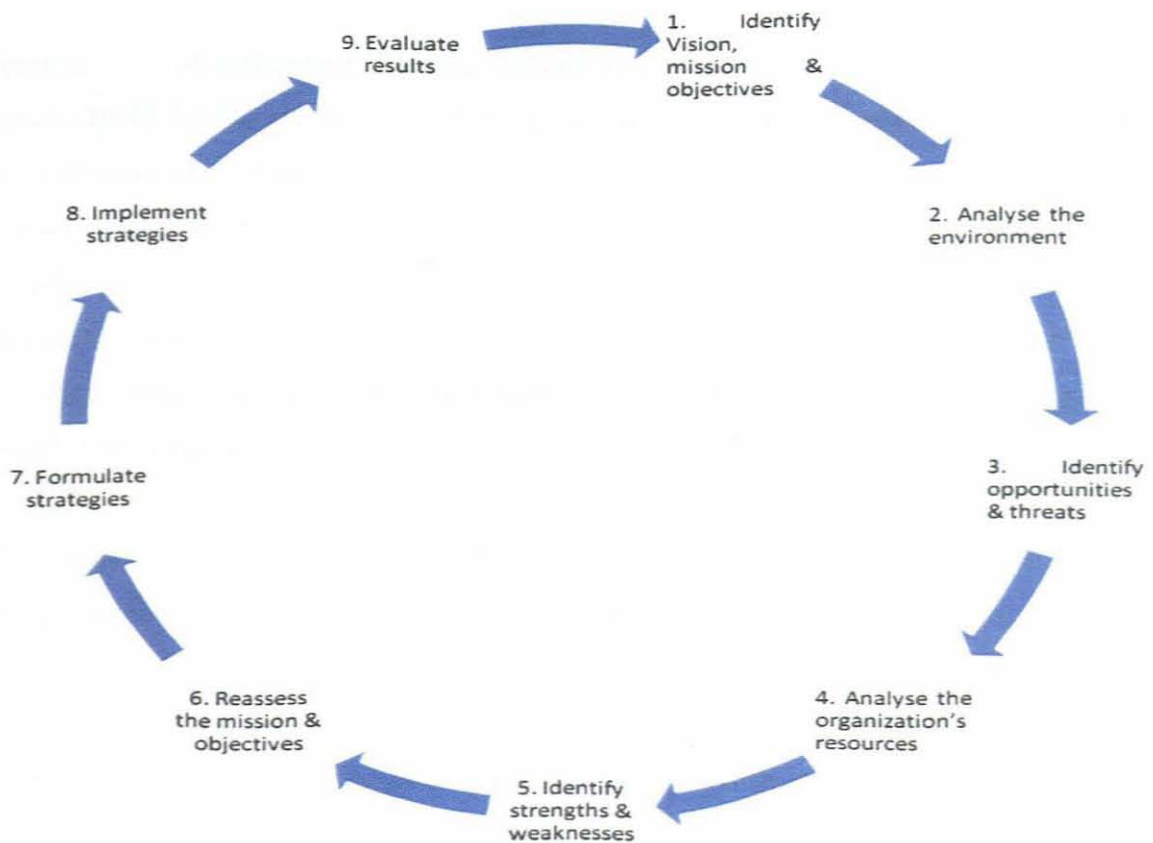 1. Identify
Vision,
mission &
objectives
2. Analyse the
environment
3. Identify
opportunities
& threats
4. Analyse the
organization's
resources
5. Identify
strengths &
weaknesses
6. Reassess
the mission &
objectives
7. Formulate
strategies
8. Implement
strategies
9. Evaluate
results